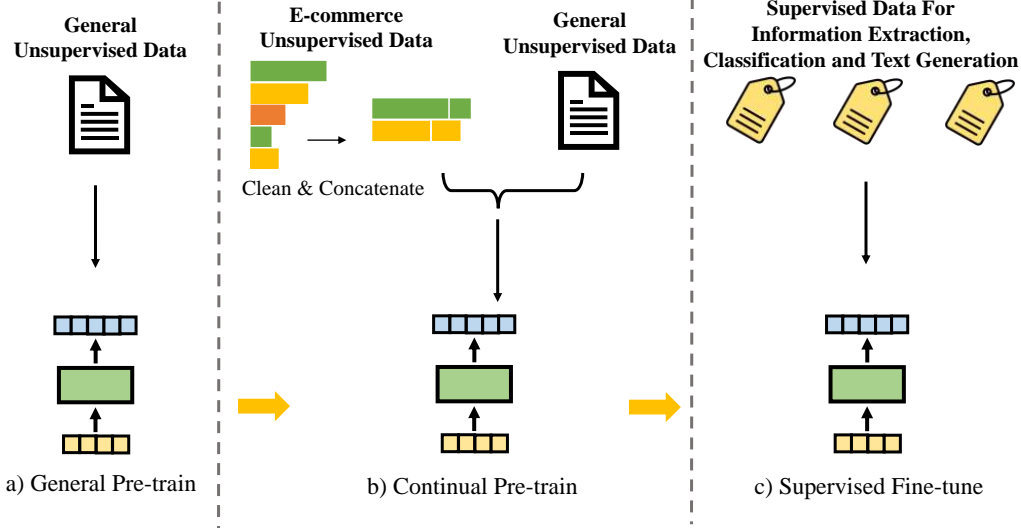 General
Unsupervised Data
E-commerce
Unsupervised Data
General
Unsupervised Data
Clean & Concatenate
Supervised Data For
Information Extraction,
Classification and Text Generation
a) General Pre-train
b) Continual Pre-train
c) Supervised Fine-tune